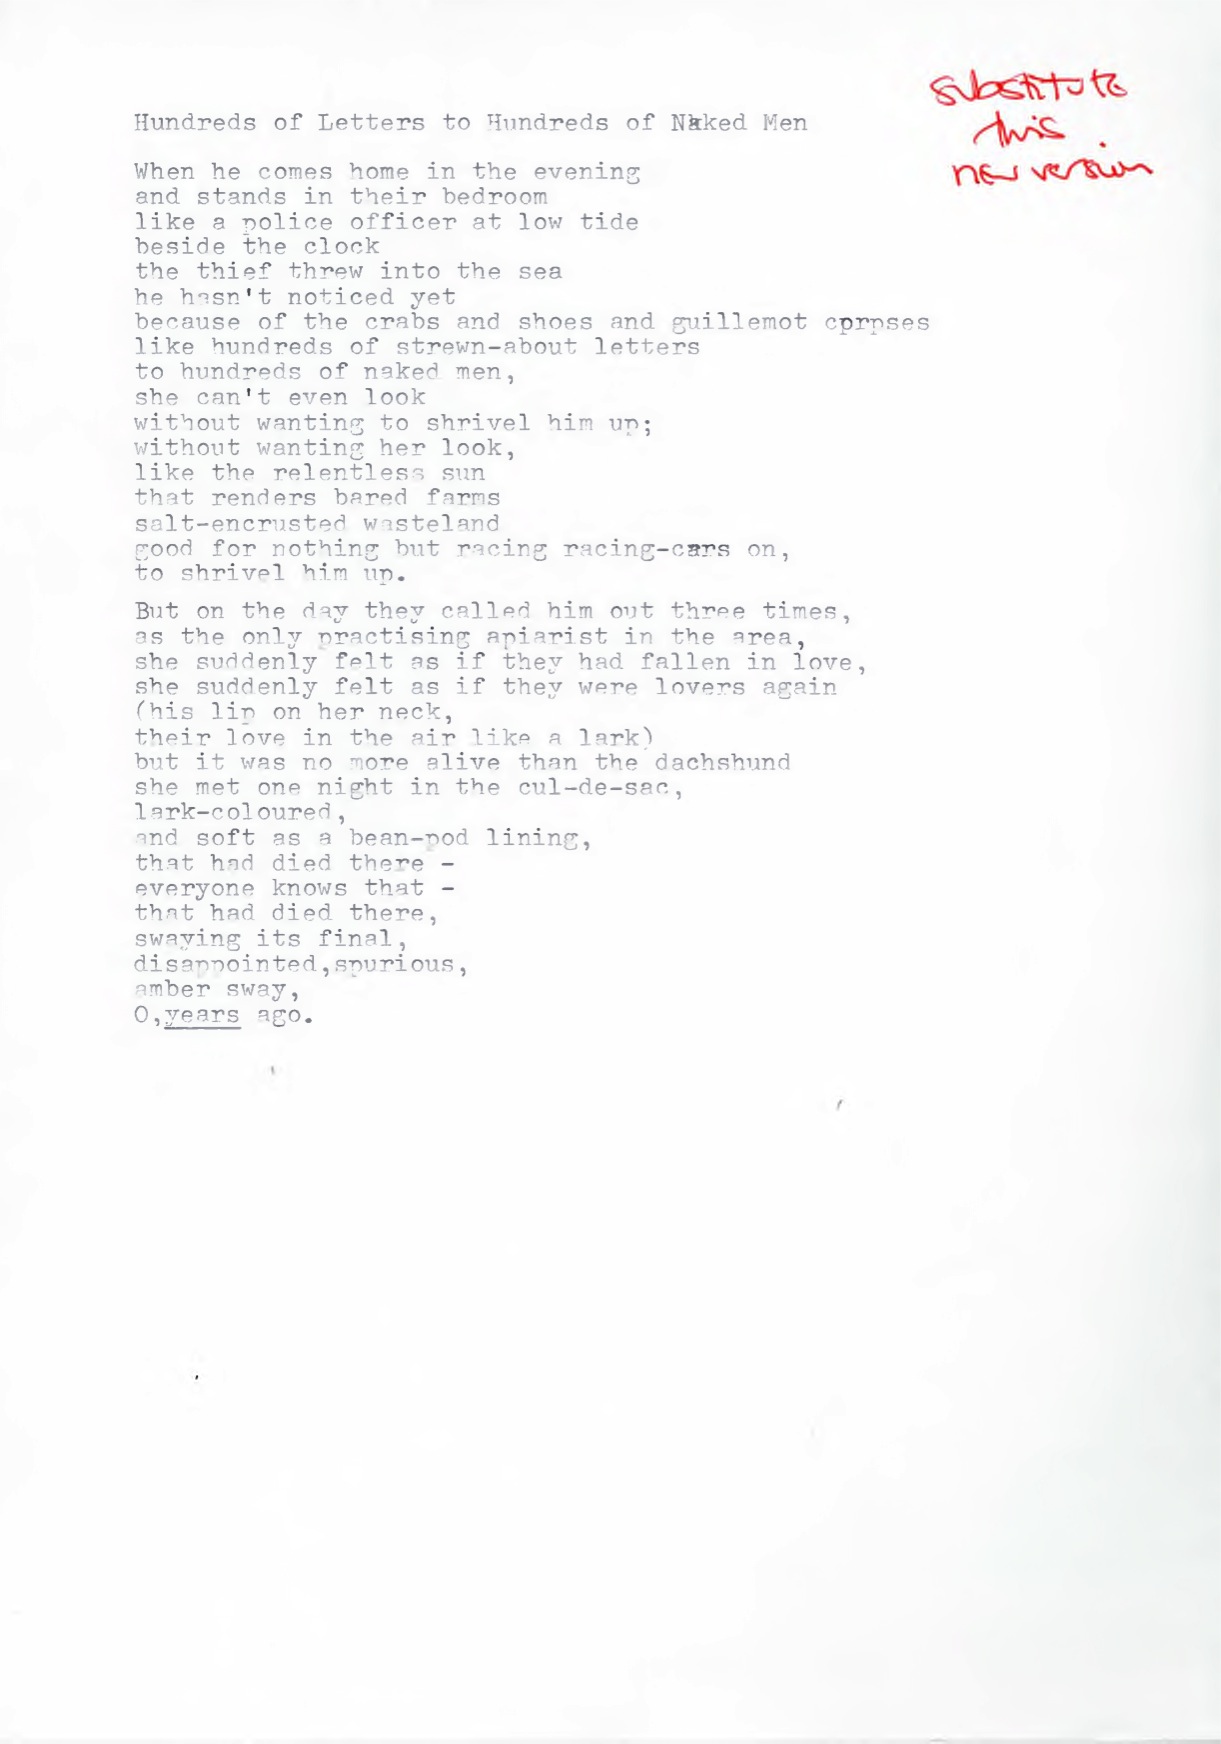 substitute
this
new version
Hundreds of Letters to Hundreds of Naked Men
When he comes home in the evening
and stands in their bedroom
like a police officer at low tide
beside the clock
the thief threw into the sea
he hasn't noticed yet
because of the crabs and shoes and guillemot cprpses
like hundreds of strewn-about letters
to hundreds of naked men,
she can't even look
without wanting to shrivel him up;
without wanting her look,
like the relentless sun
that renders bared farms
salt-encrusted wasteland
good for nothing but racing racing-cars on,
to shrivel him up.
But on the day they called him out three times,
as the only practising apiarist in the area,
she suddenly felt as if they had fallen in love,
she suddenly felt as if they were lovers again
(his lip on her neck,
their love in the air like a lark)
but it was no more alive than the dachshund
she met one night in the cul-de-sac,
lark-coloured,
and soft as a bean-pod lining,
that had died there -
everyone knows that -
that had died there,
swaying its final,
disappointed,spurious,
amber sway,
O,years ago.